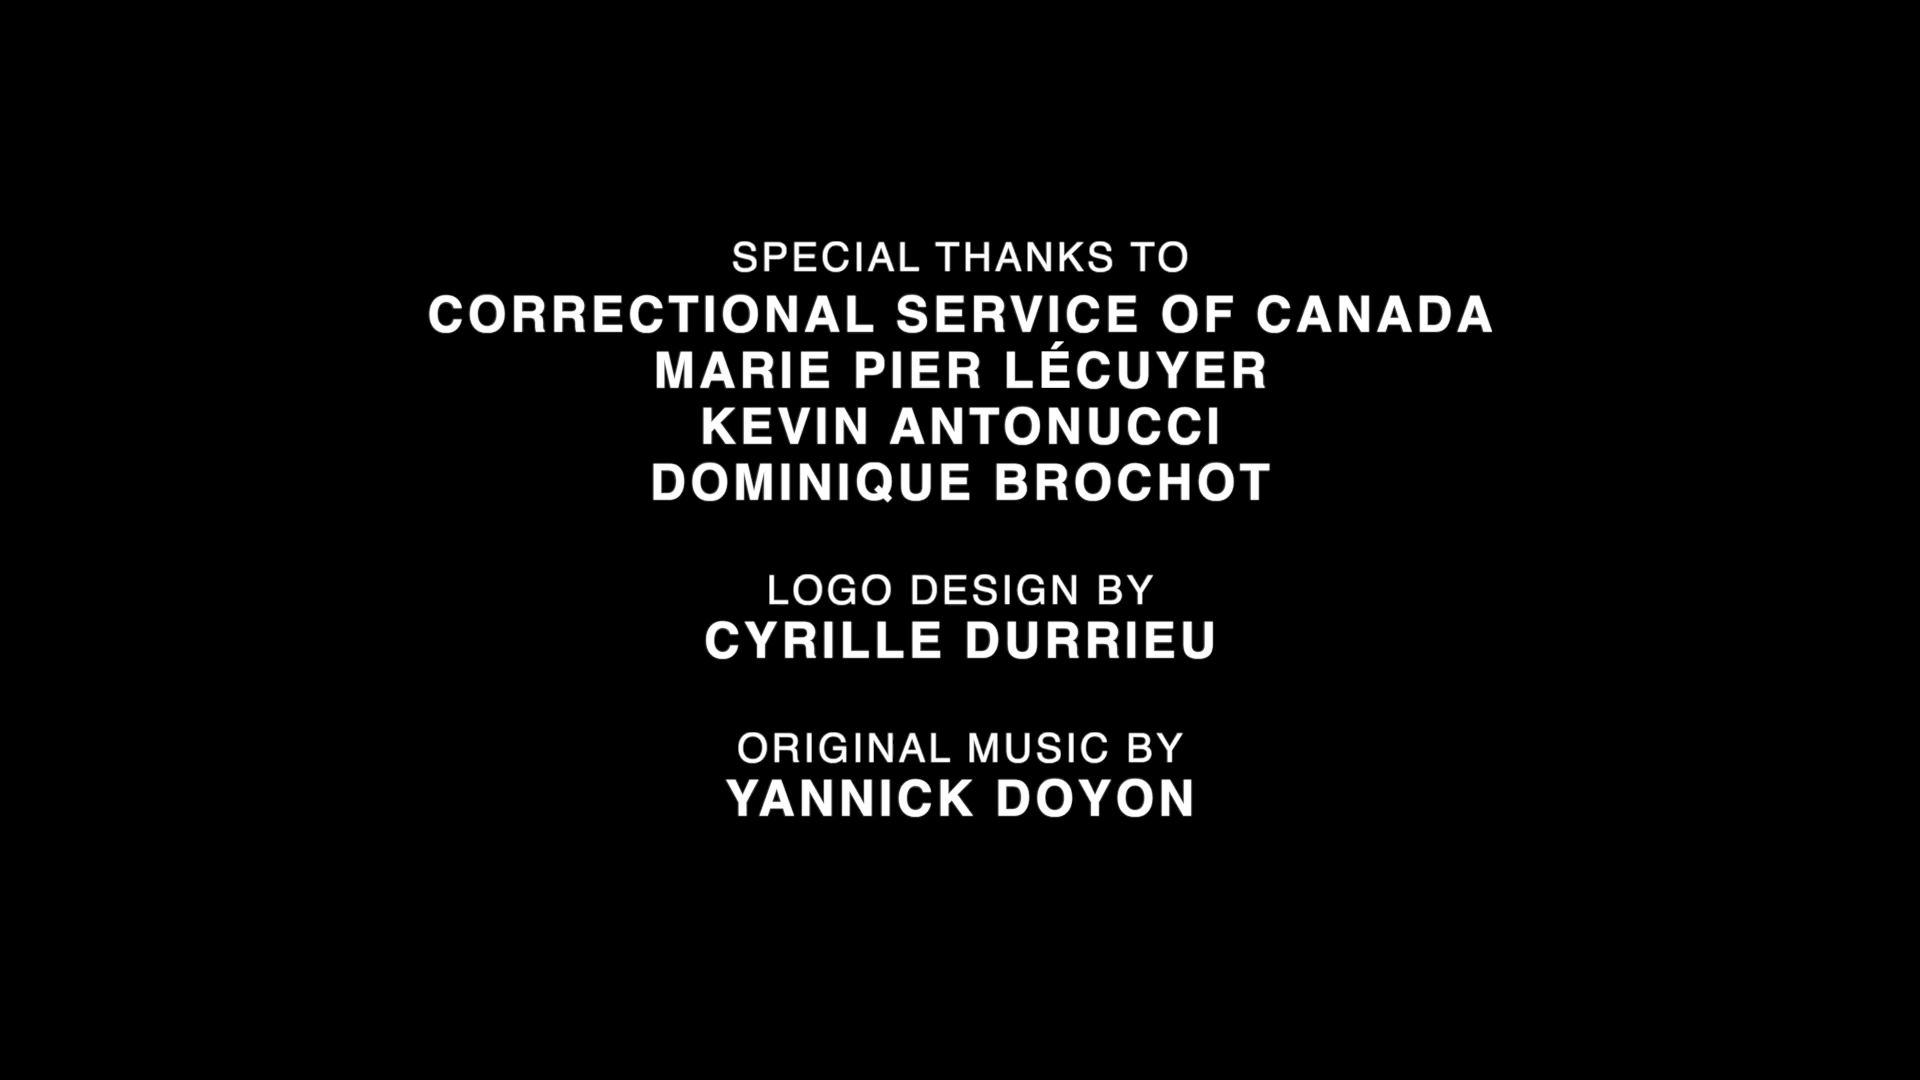 SPECIAL THANKS TO
CORRECTIONAL SERVICE OF CANADA
MARIE PIER LÉCUYER
KEVIN ANTONUCCI
DOMINIQUE BROCHOT
LOGO DESIGN BY
CYRILLE DURRIEU
ORIGINAL MUSIC BY
YANNICK DOYON